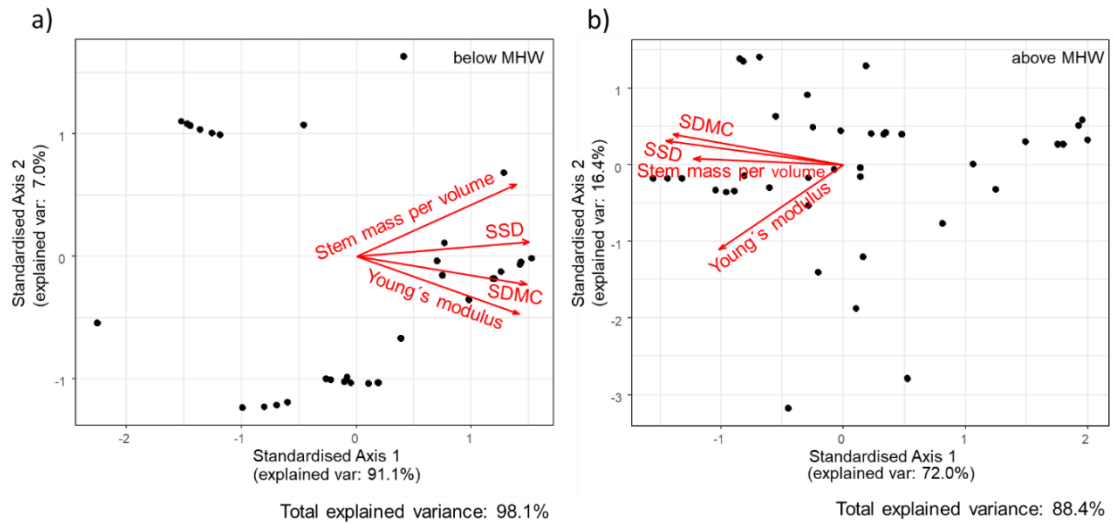 a)
below MHW
1
0
-1
Standardised Axis 2
(explained var: 7.0%)
Stem mass per volume
SSD
SDMC
Young´s modulus
-2
-1
0
1
Standardised Axis 1
(explained var: 91.1%)
Total explained variance: 98.1%
b)
above MHW
1
0
-1
-2
-3
Standardised Axis 2
(explained var: 16.4%)
SDMC
SSD
Stem mass per volume
Young´s modulus
-1
0
1
2
Standardised Axis 1
(explained var: 72.0%)
Total explained variance: 88.4%